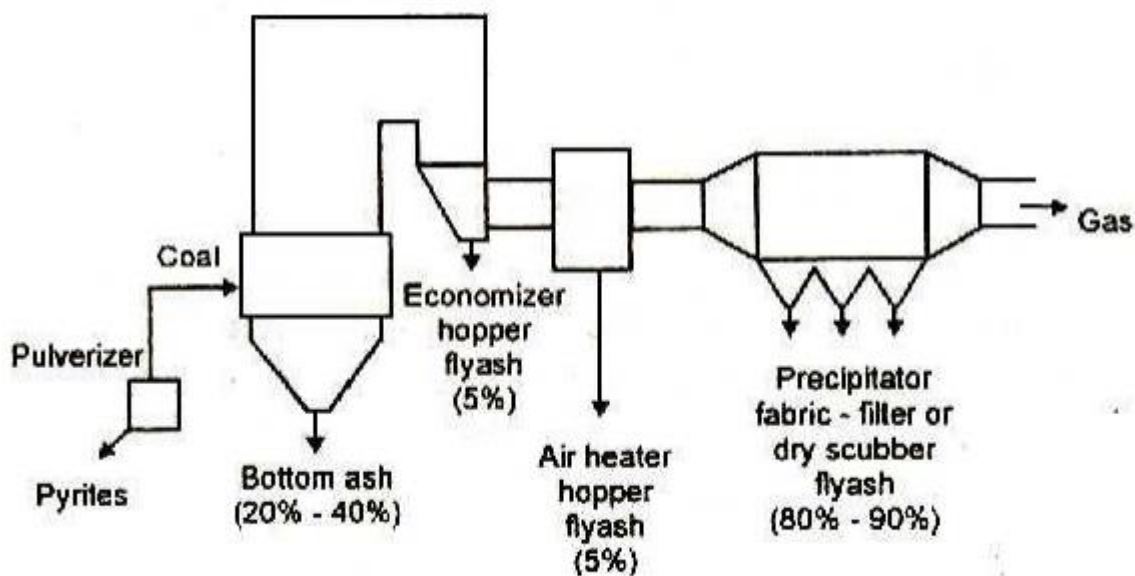 Coal
Pulverizer
Pyrites
Bottom ash
(20% - 40%)
Economizer
hopper
flyash
(5%)
Air heater
hopper
flyash
(5%)
Precipitator
fabric - filter or
dry scubber
flyash
(80% - 90%)
Gas